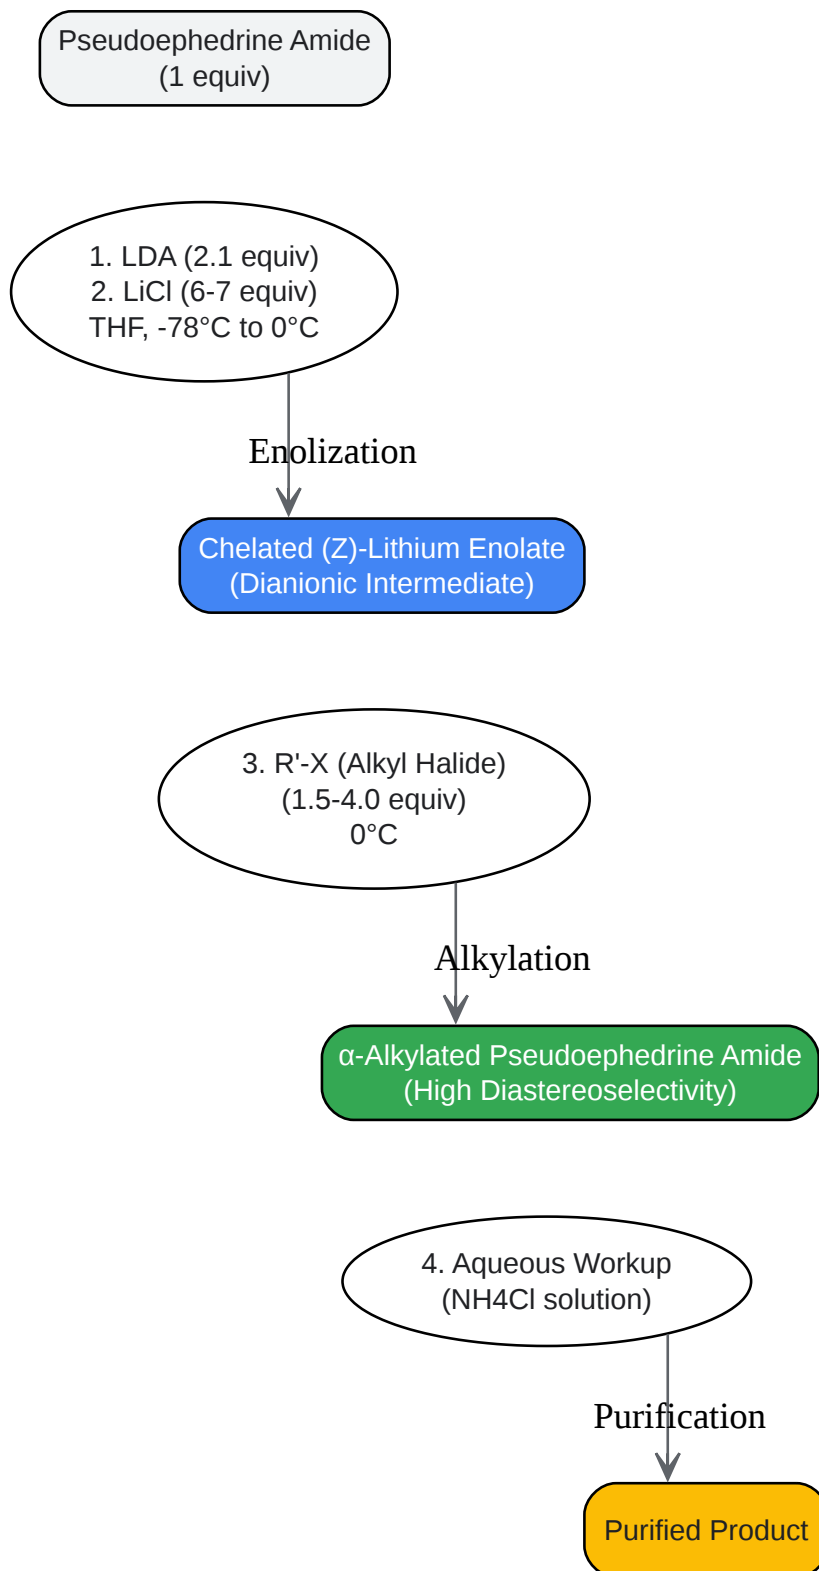 Pseudoephedrine Amide
(1 equiv)
1. LDA (2.1 equiv)
2. LiCl (6-7 equiv)
THF, -78°C to 0°C
Enolization
Chelated (Z)-Lithium Enolate
(Dianionic Intermediate)
3. R'-X (Alkyl Halide)
(1.5-4.0 equiv)
0°C
Alkylation
α-Alkylated Pseudoephedrine Amide
(High Diastereoselectivity)
4. Aqueous Workup
(NH4Cl solution)
Purification
Purified Product